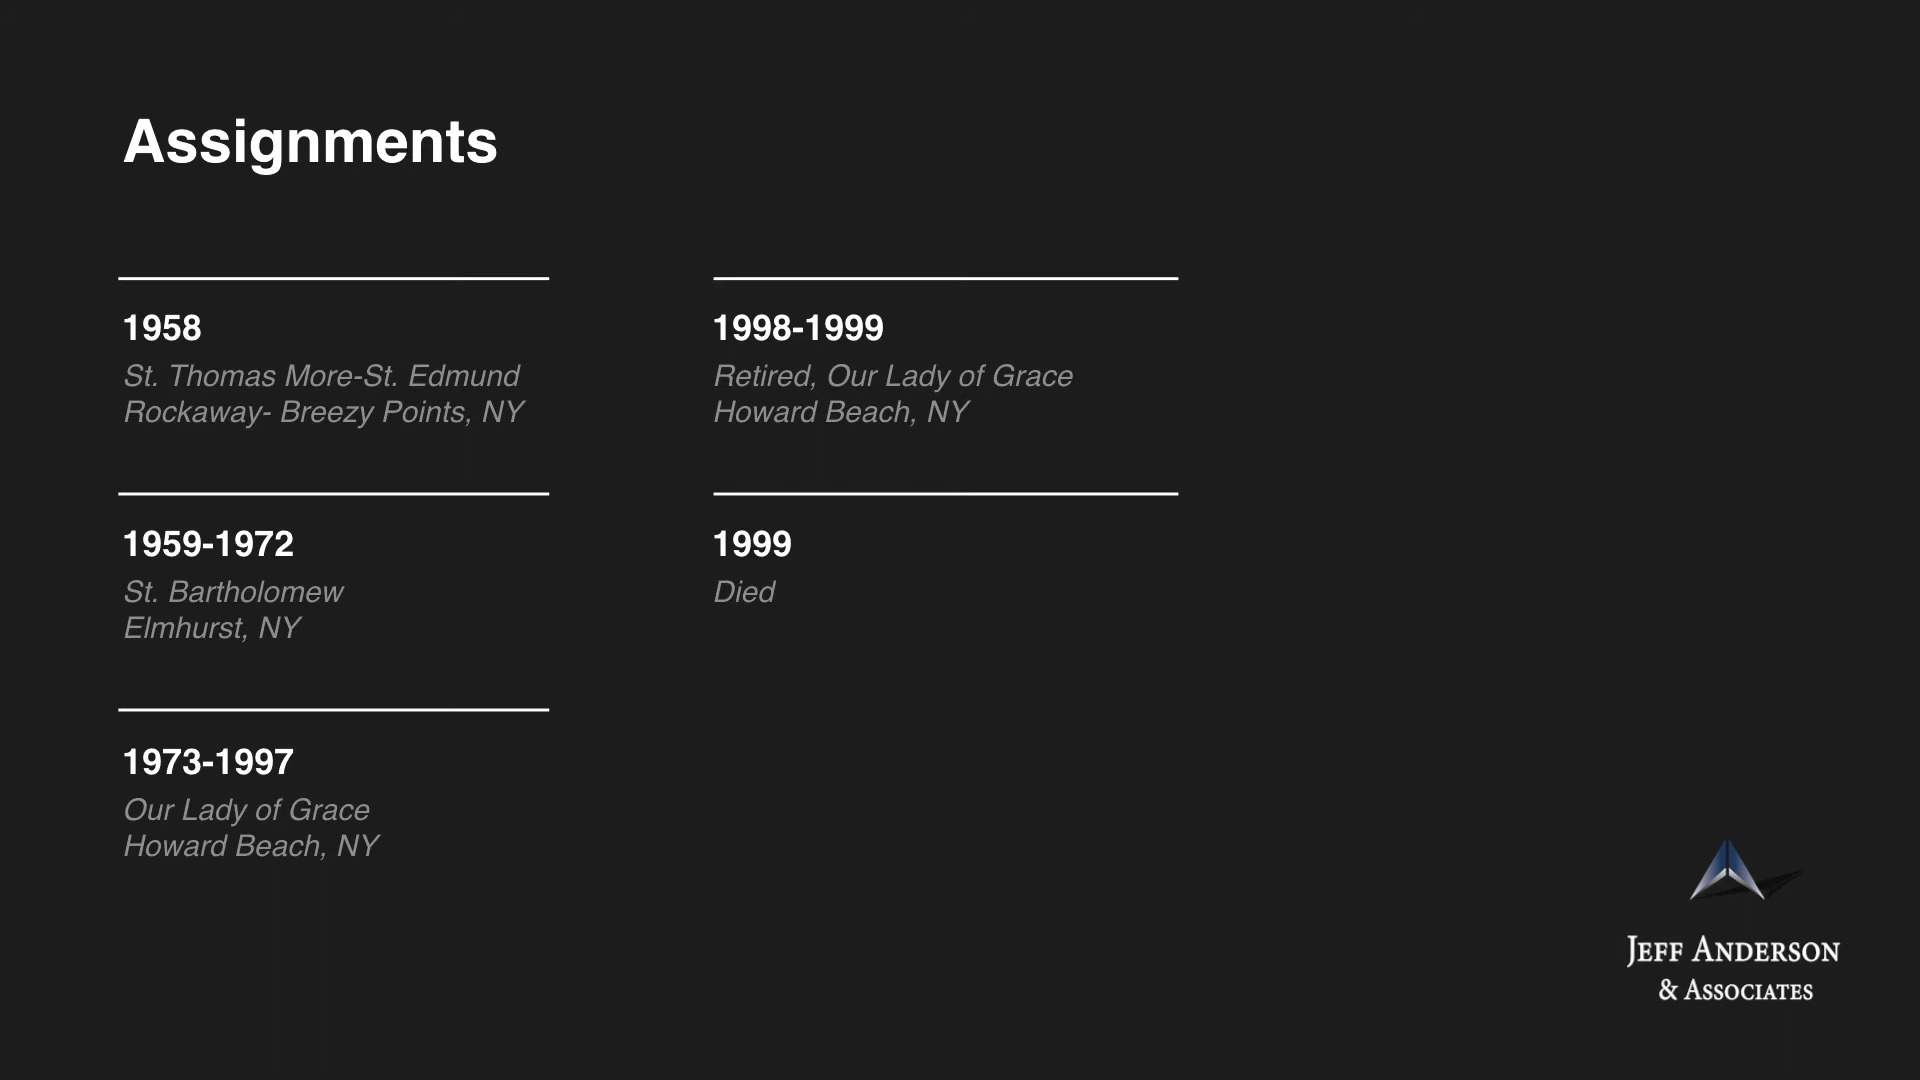 Assignments
1958
St. Thomas More-St. Edmund
Rockaway- Breezy Points, NY
1959-1972
St. Bartholomew
Elmhurst, NY
1973-1997
Our Lady of Grace
Howard Beach, NY
1998-1999
Retired, Our Lady of Grace
Howard Beach, NY
1999
Died
JEFF ANDERSON
& ASSOCIATES